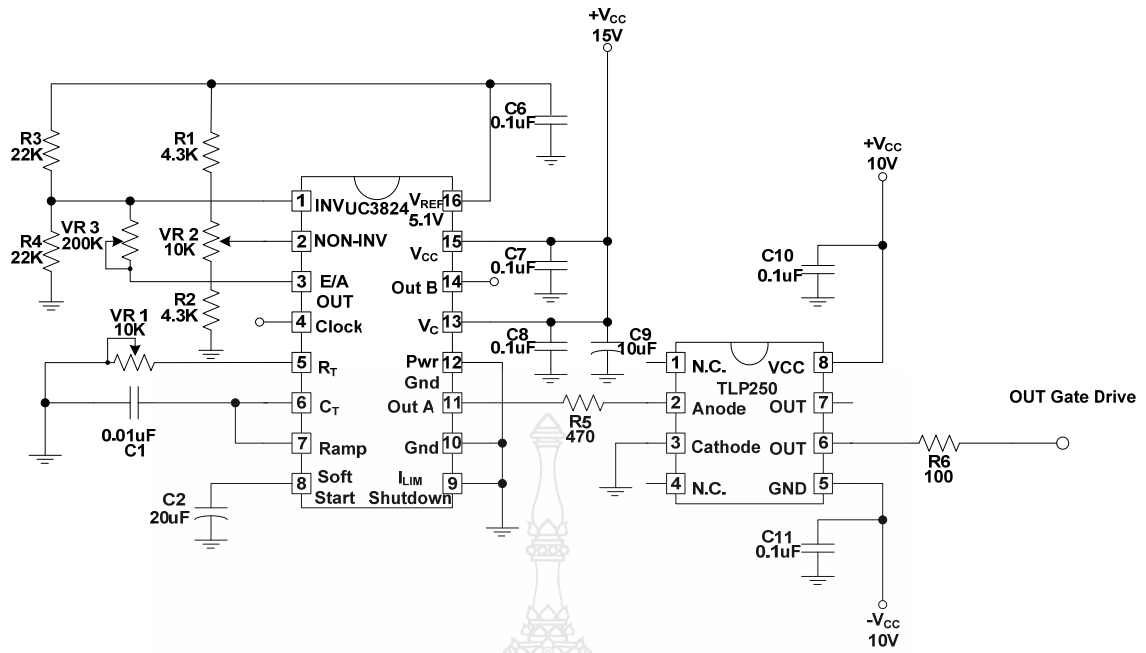 +VCC
15V
C6
0.1uF
R3
22K
R1
4.3K
+VCC
10V
1
INV
UC3824
VREF
5.1V
16
VR 3
200K
R4
22K
VR 2
10K
2
NON-INV
VCC
15
C7
0.1uF
C10
0.1uF
3
E/A
OUT
Out B
14
R2
4.3K
4
Clock
VC
13
C8
0.1uF
C9
10uF
VR 1
10K
5
RT
Pwr
Gnd
12
1
N.C.
TLP250
VCC
8
6
CT
Out A
11
R5
470
2
Anode
OUT
7
OUT Gate Drive
0.01uF
C1
7
Ramp
Gnd
10
3
Cathode
OUT
6
R6
100
8
Soft
Start
ILIM
Shutdown
9
4
N.C.
GND
5
C2
20uF
C11
0.1uF
-VCC
10V